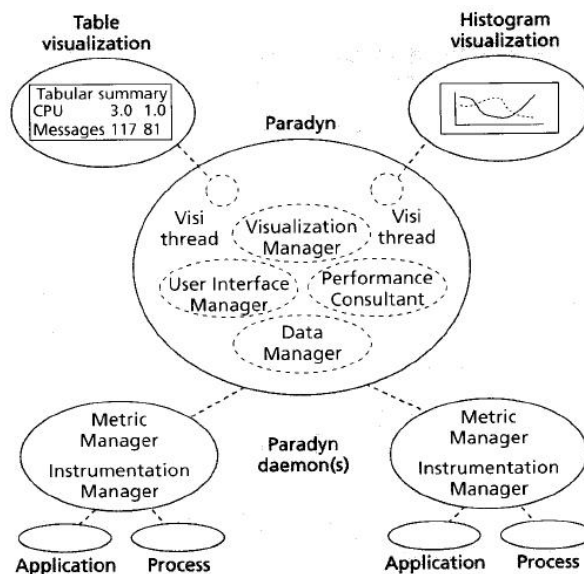 Table
visualization
Histogram
visualization
Tabular summary
CPU 3.0 1.0
Messages 117 81
Paradyn
Visi
thread
Visi
thread
Visualization
Manager
User Interface
Manager
Performance
Consultant
Data
Manager
Metric
Manager
Instrumentation
Manager
Paradyn
daemon(s)
Metric
Manager
Instrumentation
Manager
Application
Process
Application
Process